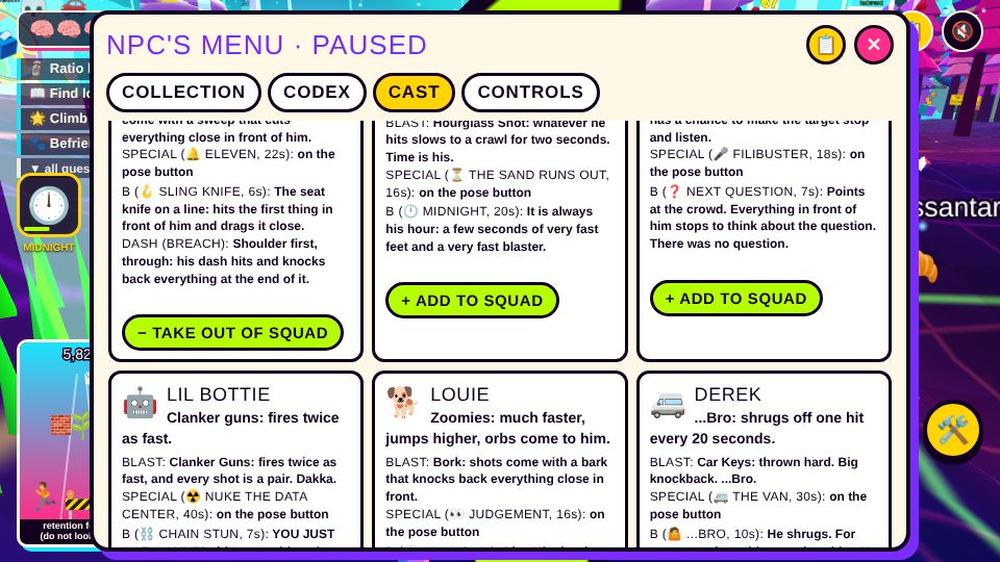 NPC'S MENU · PAUSED
COLLECTION
CODEX
CAST
CONTROLS
Ratio
Find
Climb
Befrie
▼ all ques
MIDNIGHT
5,82
(do not loo
ssantar
come with a sweep that cuts
everything close in front of him.
SPECIAL (🔔 ELEVEN, 22s): on the
pose button
B (🪝 SLING KNIFE, 6s): The seat
knife on a line: hits the first thing in
front of him and drags it close.
DASH (BREACH): Shoulder first,
through: his dash hits and knocks
back everything at the end of it.
− TAKE OUT OF SQUAD
BLAST: Hourglass Shot: whatever he
hits slows to a crawl for two seconds.
Time is his.
SPECIAL (⏳ THE SAND RUNS OUT,
16s): on the pose button
B (🕛 MIDNIGHT, 20s): It is always
his hour: a few seconds of very fast
feet and a very fast blaster.
+ ADD TO SQUAD
has a chance to make the target stop
and listen.
SPECIAL (🎤 FILIBUSTER, 18s): on
the pose button
B (❓ NEXT QUESTION, 7s): Points
at the crowd. Everything in front of
him stops to think about the question.
There was no question.
+ ADD TO SQUAD
LIL BOTTIE
Clanker guns: fires twice
as fast.
BLAST: Clanker Guns: fires twice as
fast, and every shot is a pair. Dakka.
SPECIAL (☢ NUKE THE DATA
CENTER, 40s): on the pose button
B (⛓ CHAIN STUN, 7s): YOU JUST
LOUIE
Zoomies: much faster,
jumps higher, orbs come to him.
BLAST: Bork: shots come with a bark
that knocks back everything close in
front.
SPECIAL (👀 JUDGEMENT, 16s): on
the pose button
DEREK
...Bro: shrugs off one hit
every 20 seconds.
BLAST: Car Keys: thrown hard. Big
knockback. ...Bro.
SPECIAL (🚐 THE VAN, 30s): on the
pose button
B (🤷 ...BRO, 10s): He shrugs. For